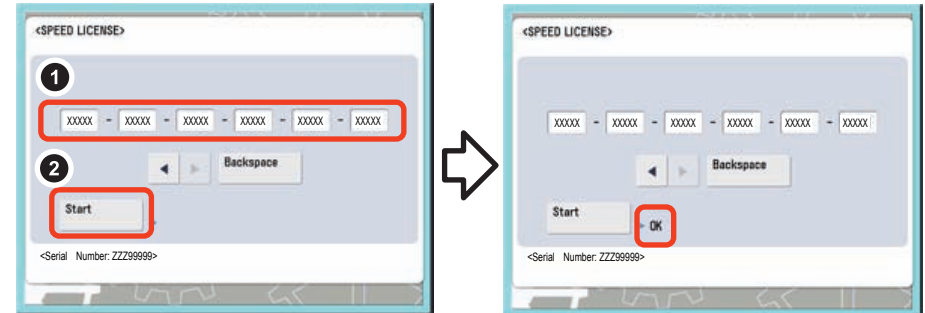 <SPEED LICENSE>
1
XXXXX - XXXXX - XXXXX - XXXXX - XXXXX - XXXXX
2
◄ ► Backspace
Start
<Serial Number: ZZZ99999>
<SPEED LICENSE>
XXXXX - XXXXX - XXXXX - XXXXX - XXXXX - XXXXX
◄ ► Backspace
Start
► OK
<Serial Number: ZZZ99999>